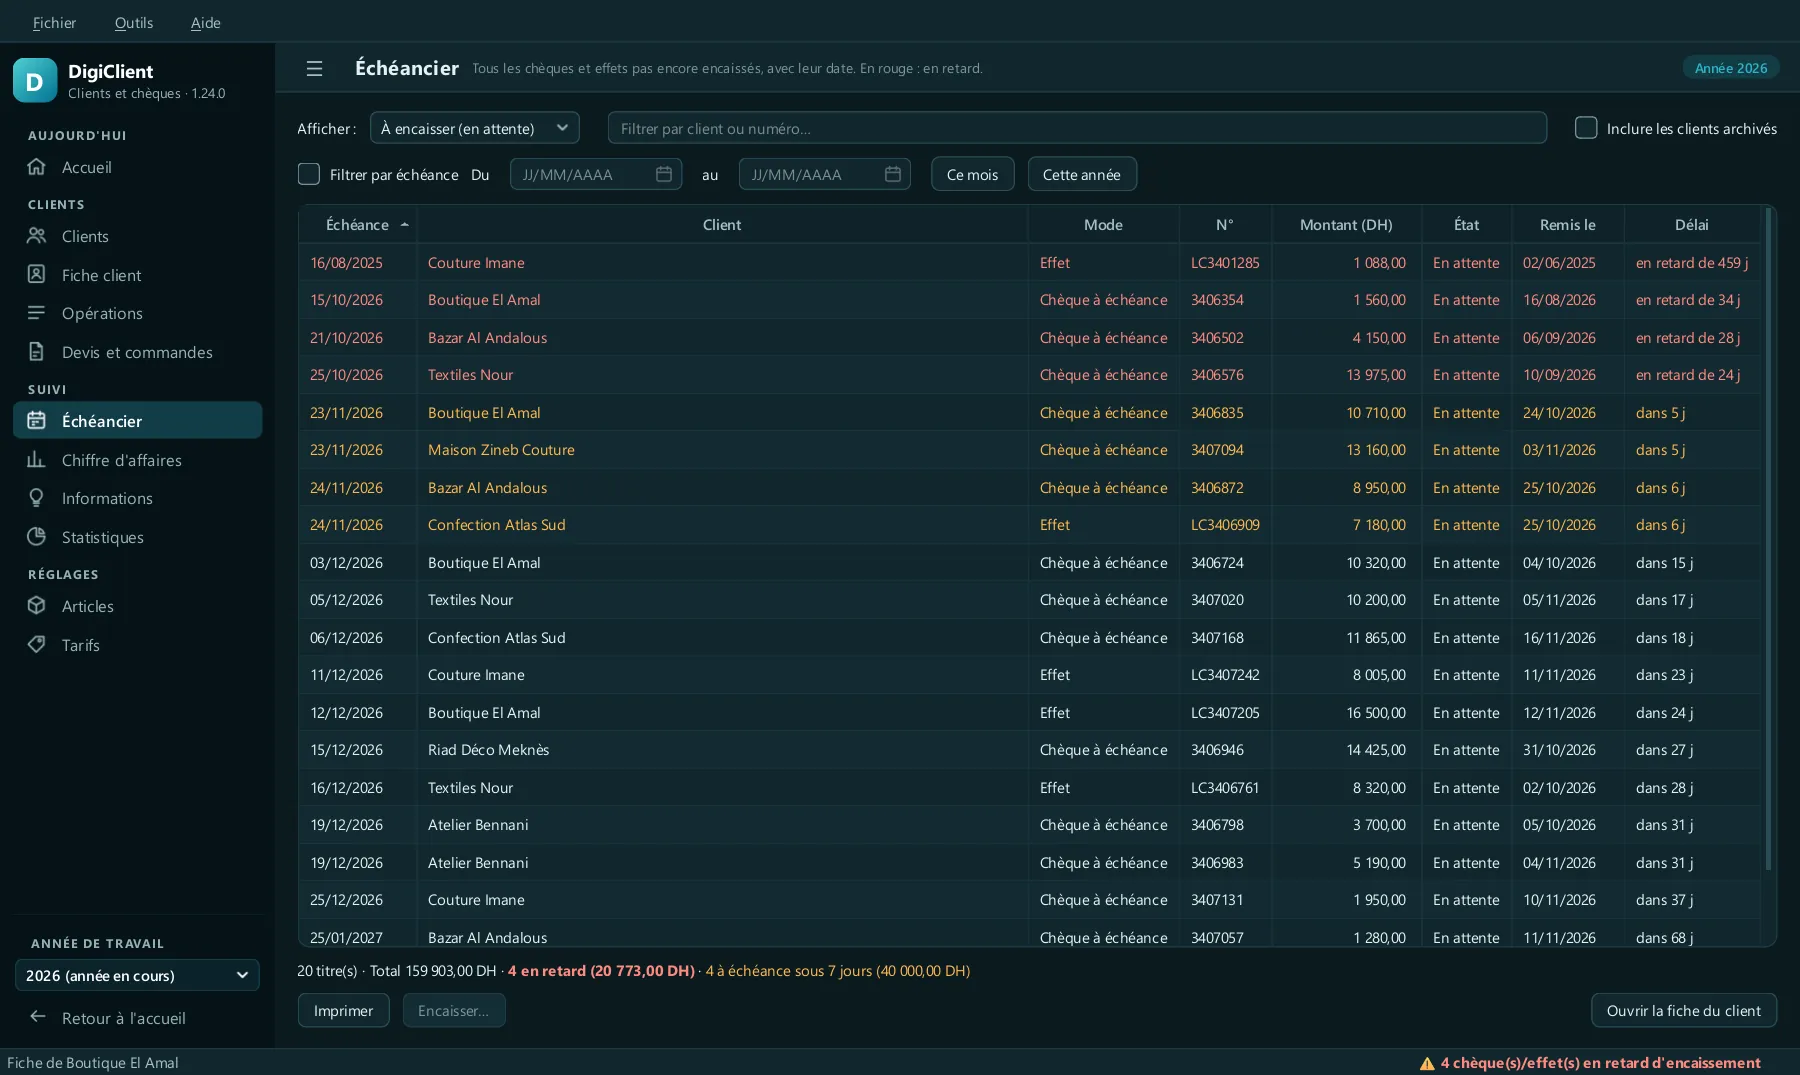 Fichier Outils Aide
D
DigiClient
Clients et chèques · 1.24.0
AUJOURD'HUI
Accueil
CLIENTS
Clients
Fiche client
Opérations
Devis et commandes
SUIVI
Échéancier
Chiffre d'affaires
Informations
Statistiques
RÉGLAGES
Articles
Tarifs
ANNÉE DE TRAVAIL
2026 (année en cours)
Retour à l'accueil
Échéancier Tous les chèques et effets pas encore encaissés, avec leur date. En rouge : en retard. Année 2026
Afficher : À encaisser (en attente) Filtrer par client ou numéro... Inclure les clients archivés
Filtrer par échéance Du JJ/MM/AAAA au JJ/MM/AAAA Ce mois Cette année
Échéance Client Mode N° Montant (DH) État Remis le Délai
16/08/2025 Couture Imane Effet LC3401285 1 088,00 En attente 02/06/2025 en retard de 459 j
15/10/2026 Boutique El Amal Chèque à échéance 3406354 1 560,00 En attente 16/08/2026 en retard de 34 j
21/10/2026 Bazar Al Andalous Chèque à échéance 3406502 4 150,00 En attente 06/09/2026 en retard de 28 j
25/10/2026 Textiles Nour Chèque à échéance 3406576 13 975,00 En attente 10/09/2026 en retard de 24 j
23/11/2026 Boutique El Amal Chèque à échéance 3406835 10 710,00 En attente 24/10/2026 dans 5 j
23/11/2026 Maison Zineb Couture Chèque à échéance 3407094 13 160,00 En attente 03/11/2026 dans 5 j
24/11/2026 Bazar Al Andalous Chèque à échéance 3406872 8 950,00 En attente 25/10/2026 dans 6 j
24/11/2026 Confection Atlas Sud Effet LC3406909 7 180,00 En attente 25/10/2026 dans 6 j
03/12/2026 Boutique El Amal Chèque à échéance 3406724 10 320,00 En attente 04/10/2026 dans 15 j
05/12/2026 Textiles Nour Chèque à échéance 3407020 10 200,00 En attente 05/11/2026 dans 17 j
06/12/2026 Confection Atlas Sud Chèque à échéance 3407168 11 865,00 En attente 16/11/2026 dans 18 j
11/12/2026 Couture Imane Effet LC3407242 8 005,00 En attente 11/11/2026 dans 23 j
12/12/2026 Boutique El Amal Effet LC3407205 16 500,00 En attente 12/11/2026 dans 24 j
15/12/2026 Riad Déco Meknès Chèque à échéance 3406946 14 425,00 En attente 31/10/2026 dans 27 j
16/12/2026 Textiles Nour Effet LC3406761 8 320,00 En attente 02/10/2026 dans 28 j
19/12/2026 Atelier Bennani Chèque à échéance 3406798 3 700,00 En attente 05/10/2026 dans 31 j
19/12/2026 Atelier Bennani Chèque à échéance 3406983 5 190,00 En attente 04/11/2026 dans 31 j
25/12/2026 Couture Imane Chèque à échéance 3407131 1 950,00 En attente 10/11/2026 dans 37 j
25/01/2027 Bazar Al Andalous Chèque à échéance 3407057 1 280,00 En attente 11/11/2026 dans 68 j
20 titre(s) · Total 159 903,00 DH · 4 en retard (20 773,00 DH) · 4 à échéance sous 7 jours (40 000,00 DH)
Imprimer Encaisser... Ouvrir la fiche du client
Fiche de Boutique El Amal 4 chèque(s)/effet(s) en retard d'encaissement